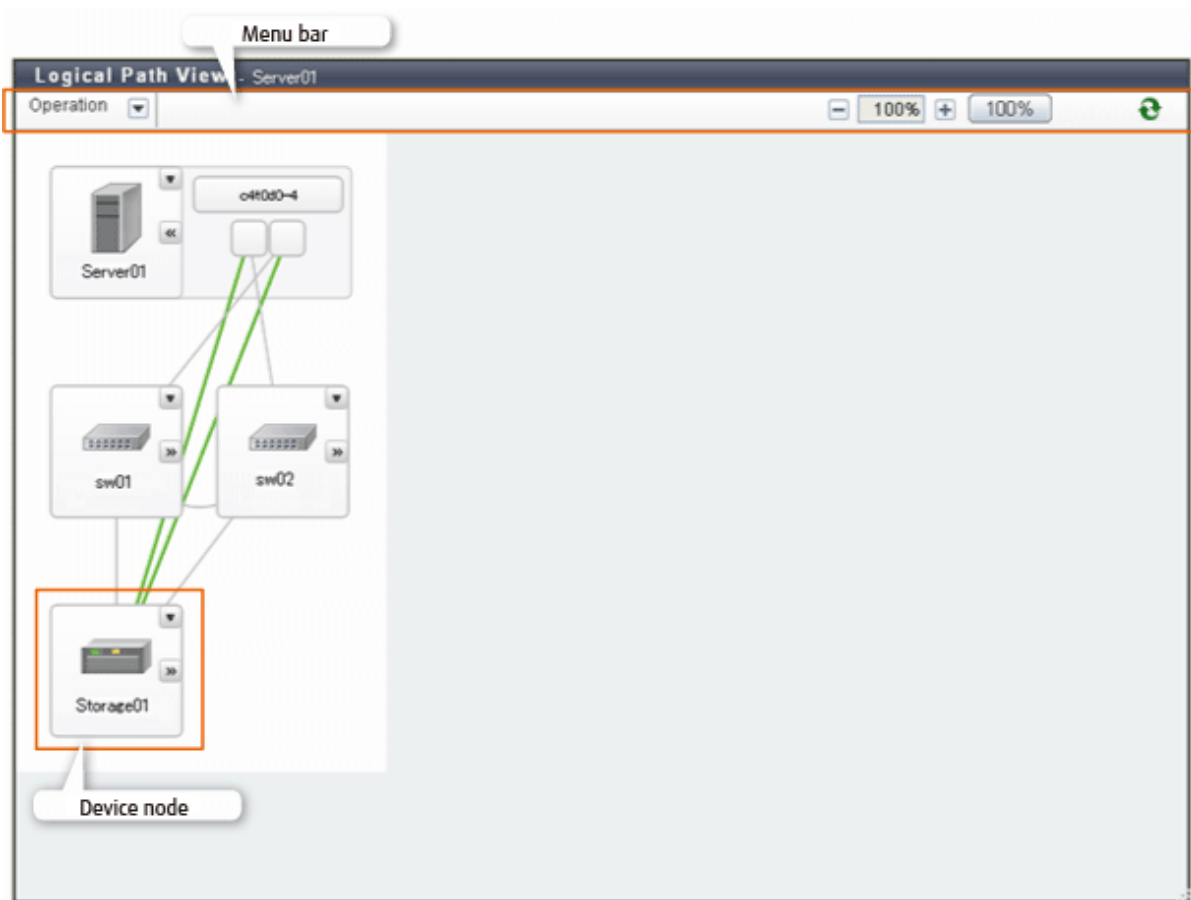 Menu bar
Logical Path View - Server01
Operation
100%
100%
c4t0d0-4
Server01
sw01
sw02
Storage01
Device node